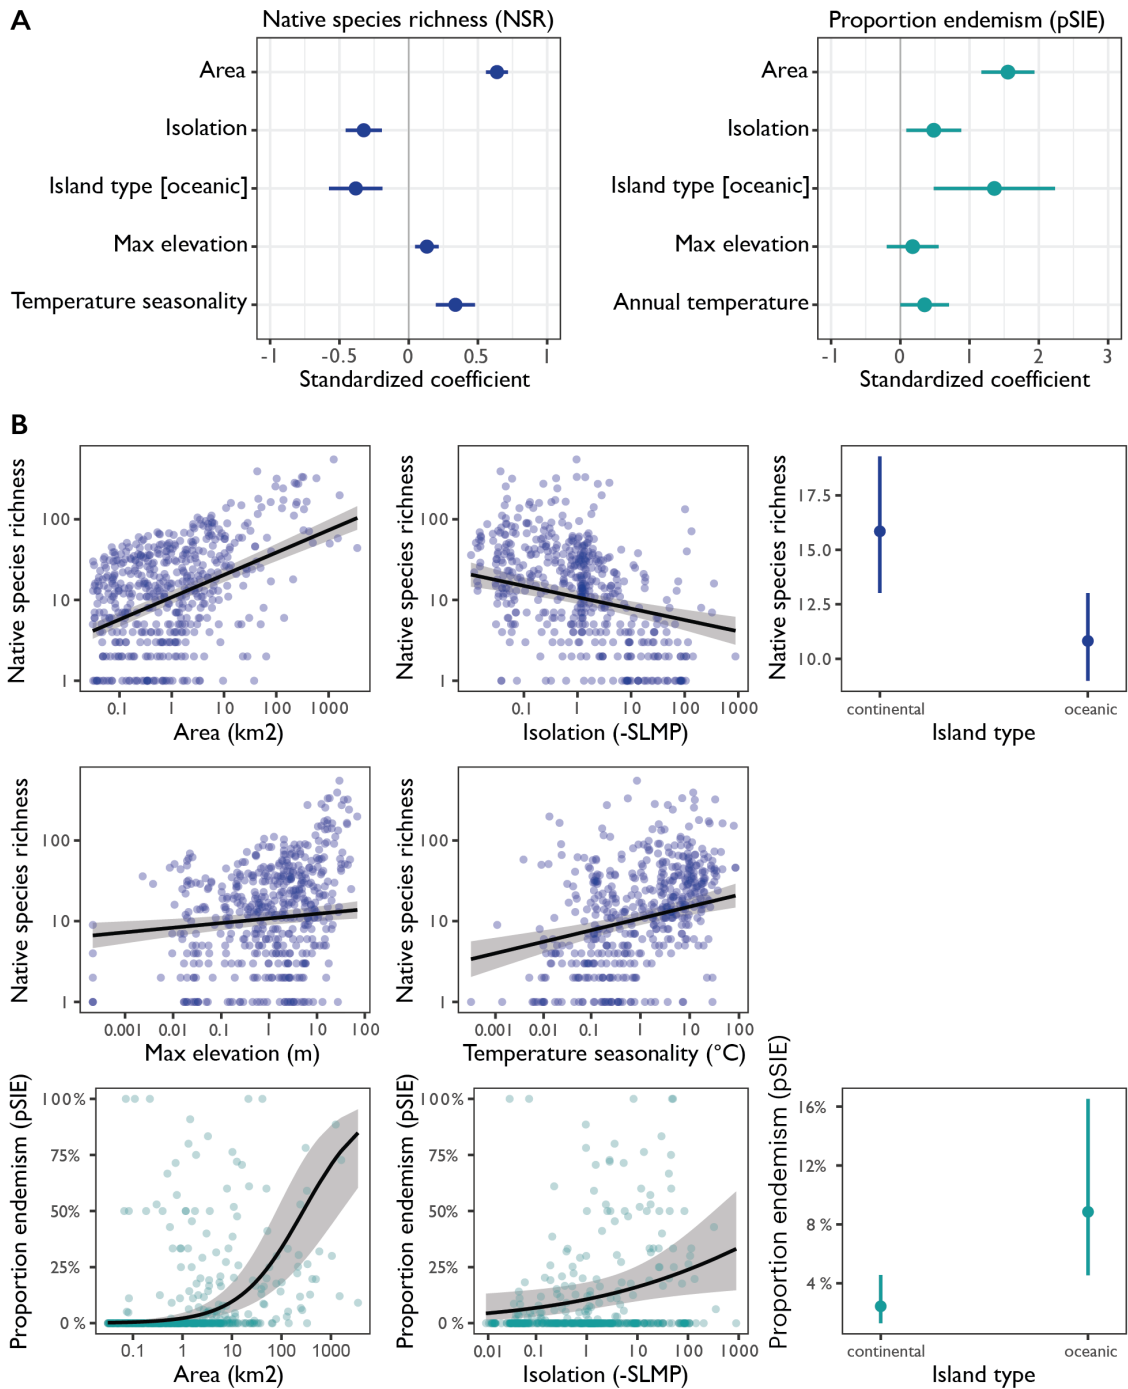 A
Native species richness (NSR)
Proportion endemism (pSIE)
Area
Isolation
Island type [oceanic]
Max elevation
Temperature seasonality
-1 -0.5 0 0.5 1
Standardized coefficient
Area
Isolation
Island type [oceanic]
Max elevation
Annual temperature
-1 0 1 2 3
Standardized coefficient
B
Native species richness
100
10
1
0.1 1 10 100 1000
Area (km2)
Native species richness
100
10
1
0.1 1 10 100 1000
Isolation (-SLMP)
Native species richness
17.5
15.0
12.5
10.0
continental oceanic
Island type
Native species richness
100
10
1
0.001 0.01 0.1 1 10 100
Max elevation (m)
Native species richness
100
10
1
0.001 0.01 0.1 10 100
Temperature seasonality (°C)
Proportion endemism (pSIE)
100%
75%
50%
25%
0 %
0.1 1 10 100 1000
Area (km2)
Proportion endemism (pSIE)
100%
75%
50%
25%
0 %
0.01 0.1 1 10 100 1000
Isolation (-SLMP)
Proportion endemism (pSIE)
16%
12%
8 %
4 %
continental oceanic
Island type